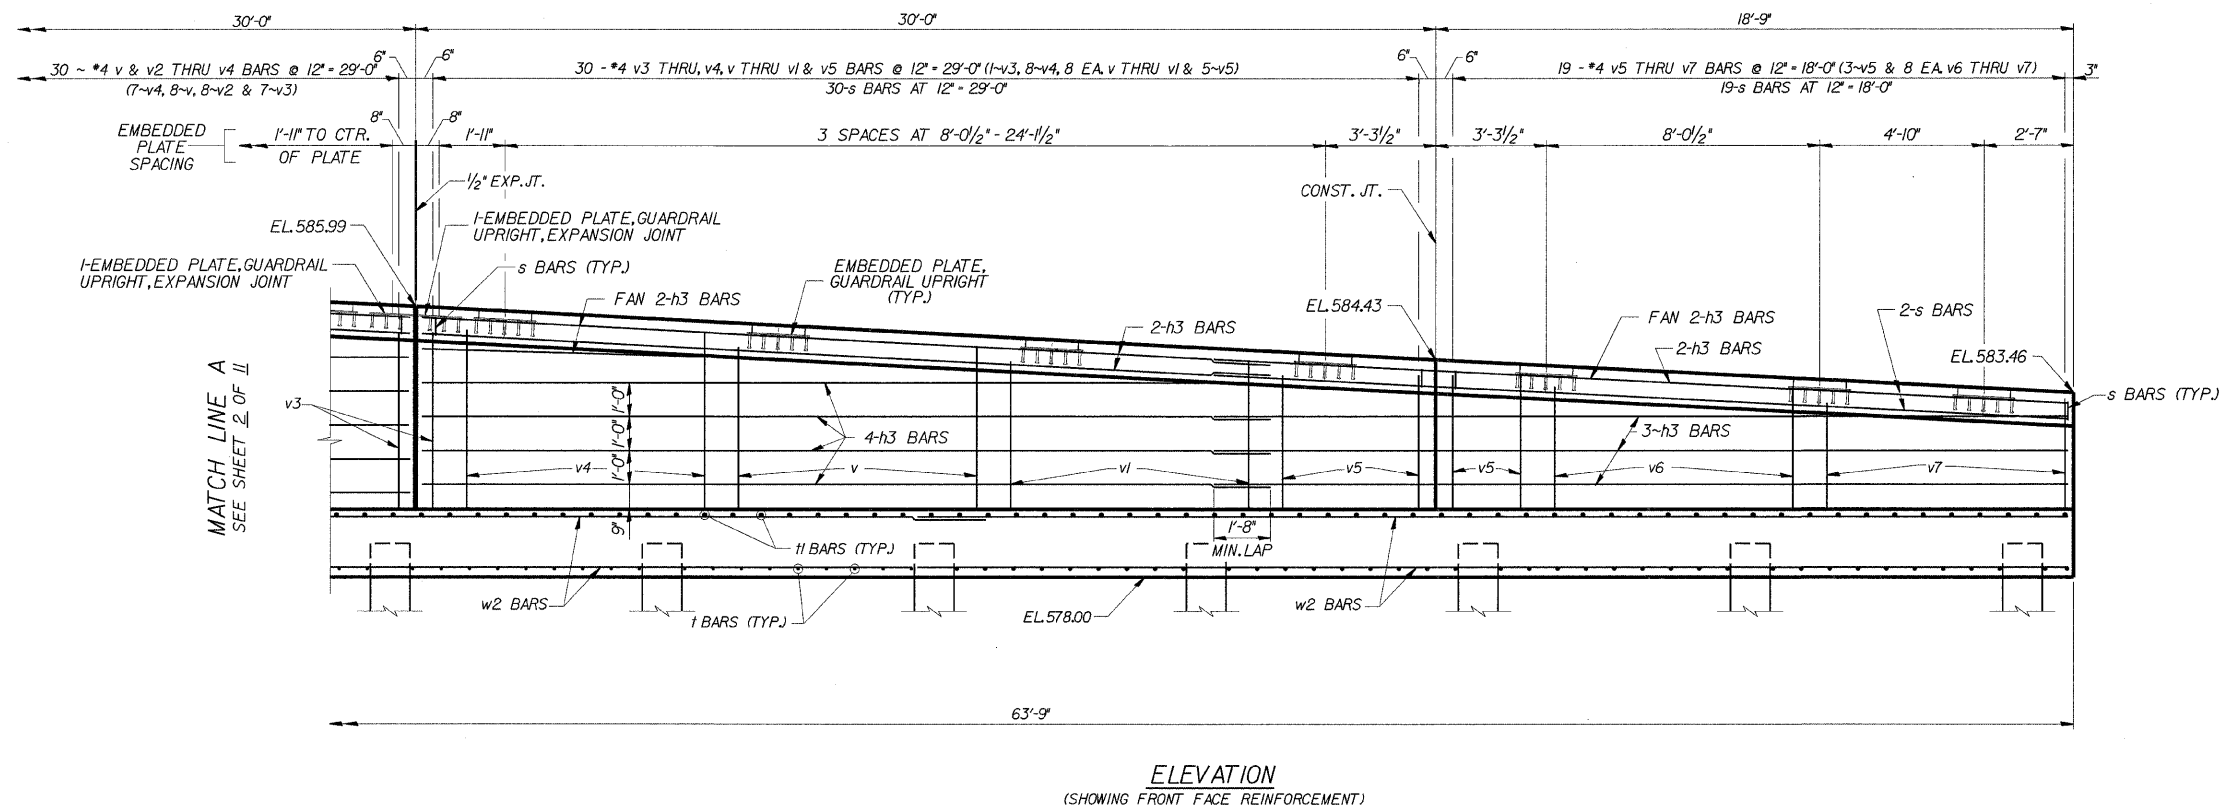 30'-0"
30'-0"
18'-9"
6"
6"
6"
6"
3"
30 ~ #4 v & v2 THRU v4 BARS @ 12" = 29'-0"
(7~v4, 8~v, 8~v2 & 7~v3)
30 - #4 v3 THRU, v4, v THRU v1 & v5 BARS @ 12" = 29'-0" (1~v3, 8~v4, 8 EA. v THRU v1 & 5~v5)
30-s BARS AT 12" = 29'-0"
19 - #4 v5 THRU v7 BARS @ 12" = 18'-0" (3~v5 & 8 EA. v6 THRU v7)
19-s BARS AT 12" = 18'-0"
EMBEDDED
PLATE
SPACING
8"
8"
1'-11" TO CTR.
OF PLATE
1'-11"
3 SPACES AT 8'-0 1/2" - 24'-1 1/2"
3'-3 1/2"
3'-3 1/2"
8'-0 1/2"
4'-10"
2'-7"
1/2" EXP. JT.
CONST. JT.
EL. 585.99
1-EMBEDDED PLATE, GUARDRAIL
UPRIGHT, EXPANSION JOINT
1-EMBEDDED PLATE, GUARDRAIL
UPRIGHT, EXPANSION JOINT
s BARS (TYP.)
FAN 2-h3 BARS
EMBEDDED PLATE,
GUARDRAIL UPRIGHT
(TYP.)
2-h3 BARS
EL. 584.43
FAN 2-h3 BARS
2-h3 BARS
2-s BARS
EL. 583.46
s BARS (TYP.)
MATCH LINE A
SEE SHEET 2 OF 11
v3
1'-0"
1'-0"
1'-0"
9"
4-h3 BARS
3~h3 BARS
v4
v
v1
v5
v5
v6
v7
1'-8"
MIN. LAP
t1 BARS (TYP.)
w2 BARS
t BARS (TYP.)
EL. 578.00
w2 BARS
63'-9"
ELEVATION
(SHOWING FRONT FACE REINFORCEMENT)